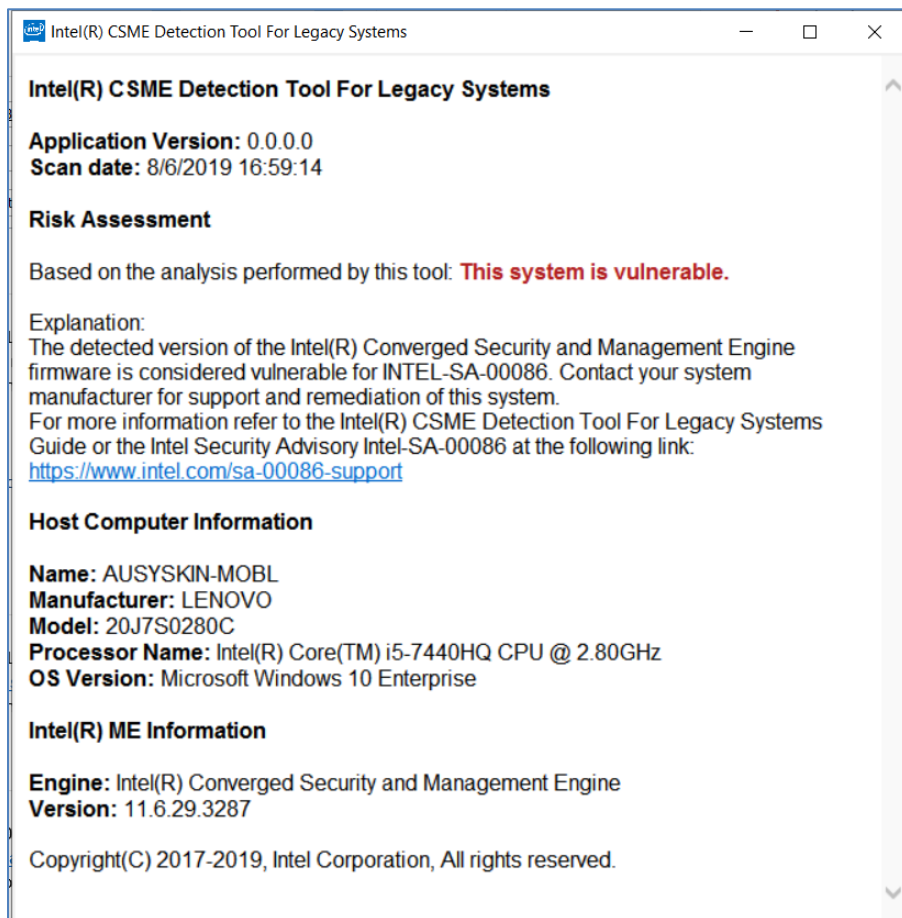 Intel(R) CSME Detection Tool For Legacy Systems
Intel(R) CSME Detection Tool For Legacy Systems
Application Version: 0.0.0.0
Scan date: 8/6/2019 16:59:14
Risk Assessment
Based on the analysis performed by this tool: This system is vulnerable.
Explanation:
The detected version of the Intel(R) Converged Security and Management Engine
firmware is considered vulnerable for INTEL-SA-00086. Contact your system
manufacturer for support and remediation of this system.
For more information refer to the Intel(R) CSME Detection Tool For Legacy Systems
Guide or the Intel Security Advisory Intel-SA-00086 at the following link:
https://www.intel.com/sa-00086-support
Host Computer Information
Name: AUSYSKIN-MOBL
Manufacturer: LENOVO
Model: 20J7S0280C
Processor Name: Intel(R) Core(TM) i5-7440HQ CPU @ 2.80GHz
OS Version: Microsoft Windows 10 Enterprise
Intel(R) ME Information
Engine: Intel(R) Converged Security and Management Engine
Version: 11.6.29.3287
Copyright(C) 2017-2019, Intel Corporation, All rights reserved.